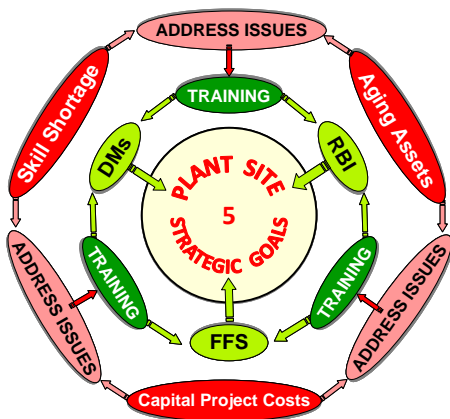 ADDRESS ISSUES
Skill Shortage
Aging Assets
TRAINING
DMs
RBI
PLANT SITE
5
STRATEGIC GOALS
TRAINING
TRAINING
ADDRESS ISSUES
ADDRESS ISSUES
FFS
Capital Project Costs